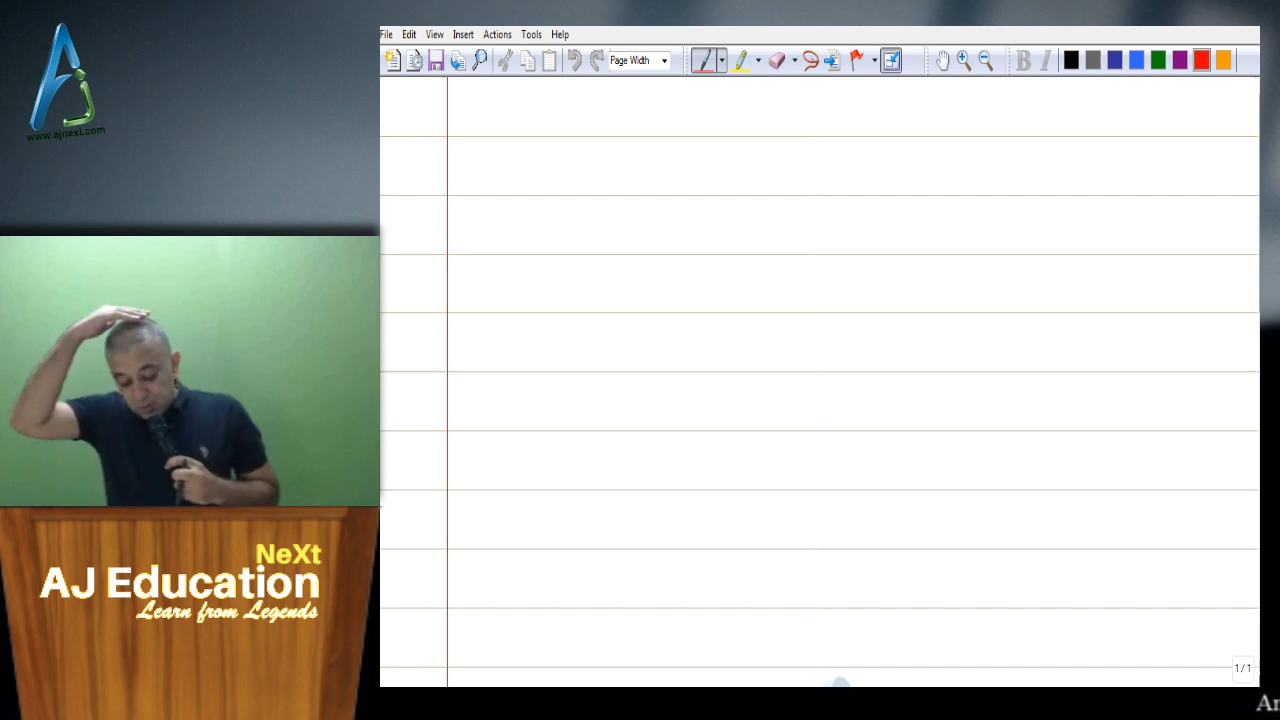 www.ajnext.com
File Edit View Insert Actions Tools Help
Page Width
B I
NeXt
AJ Education
Learn from Legends
1/1